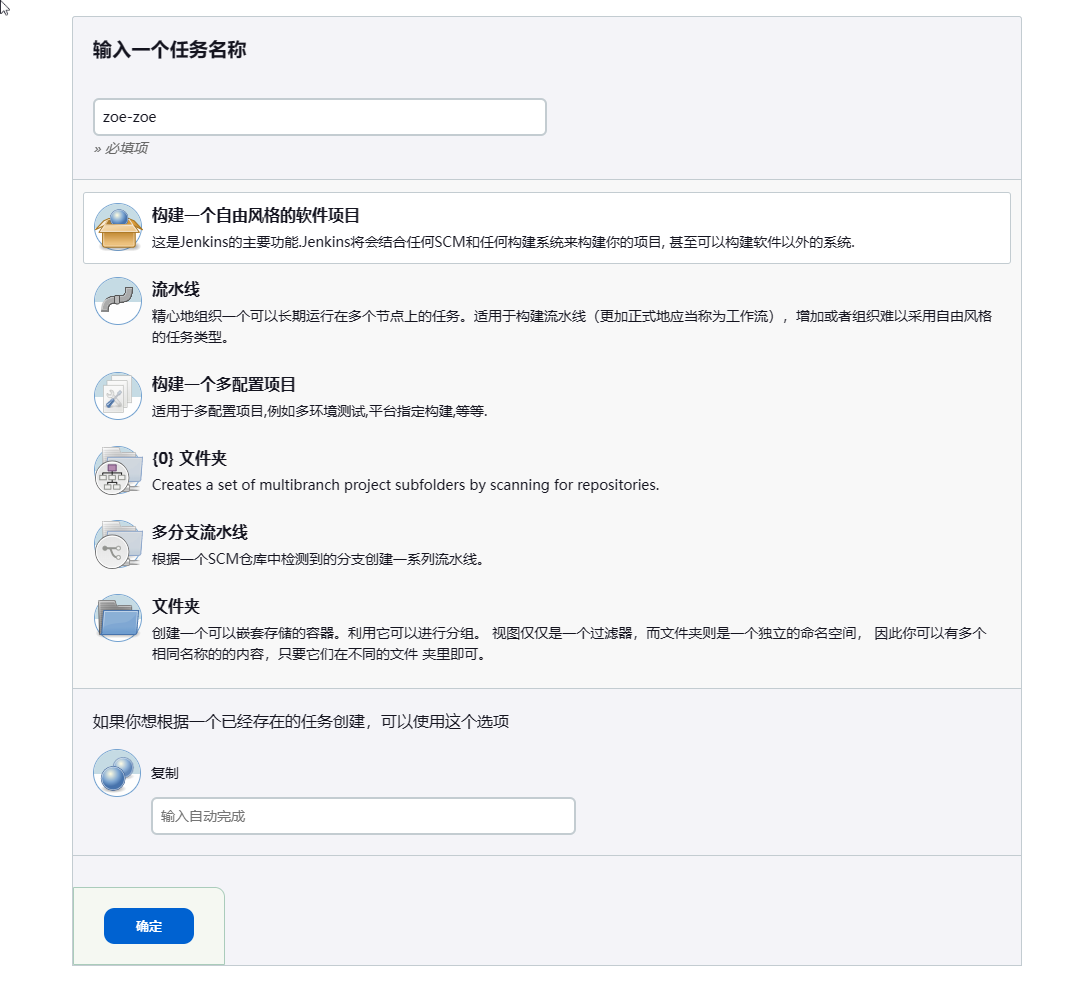 输入一个任务名称
zoe-zoe
» 必填项
构建一个自由风格的软件项目
这是Jenkins的主要功能.Jenkins将会结合任何SCM和任何构建系统来构建你的项目, 甚至可以构建软件以外的系统.
流水线
精心地组织一个可以长期运行在多个节点上的任务。适用于构建流水线（更加正式地应当称为工作流），增加或者组织难以采用自由风格
的任务类型。
构建一个多配置项目
适用于多配置项目,例如多环境测试,平台指定构建,等等.
{0} 文件夹
Creates a set of multibranch project subfolders by scanning for repositories.
多分支流水线
根据一个SCM仓库中检测到的分支创建一系列流水线。
文件夹
创建一个可以嵌套存储的容器。利用它可以进行分组。 视图仅仅是一个过滤器，而文件夹则是一个独立的命名空间， 因此你可以有多个
相同名称的的内容，只要它们在不同的文件 夹里即可。
如果你想根据一个已经存在的任务创建，可以使用这个选项
复制
输入自动完成
确定